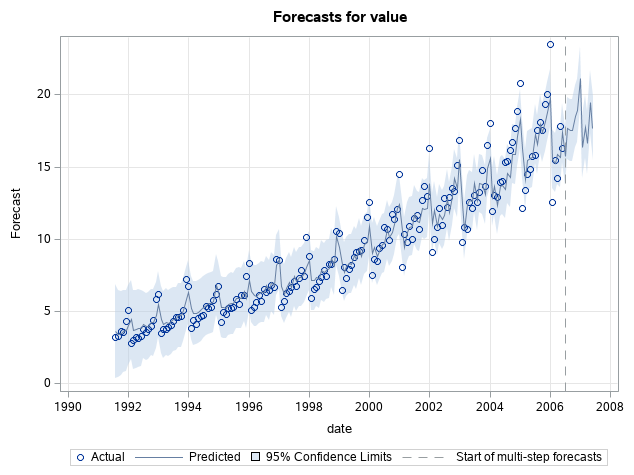 Forecasts for value
Forecast
20
15
10
5
0
1990 1992 1994 1996 1998 2000 2002 2004 2006 2008
date
Actual Predicted 95% Confidence Limits Start of multi-step forecasts